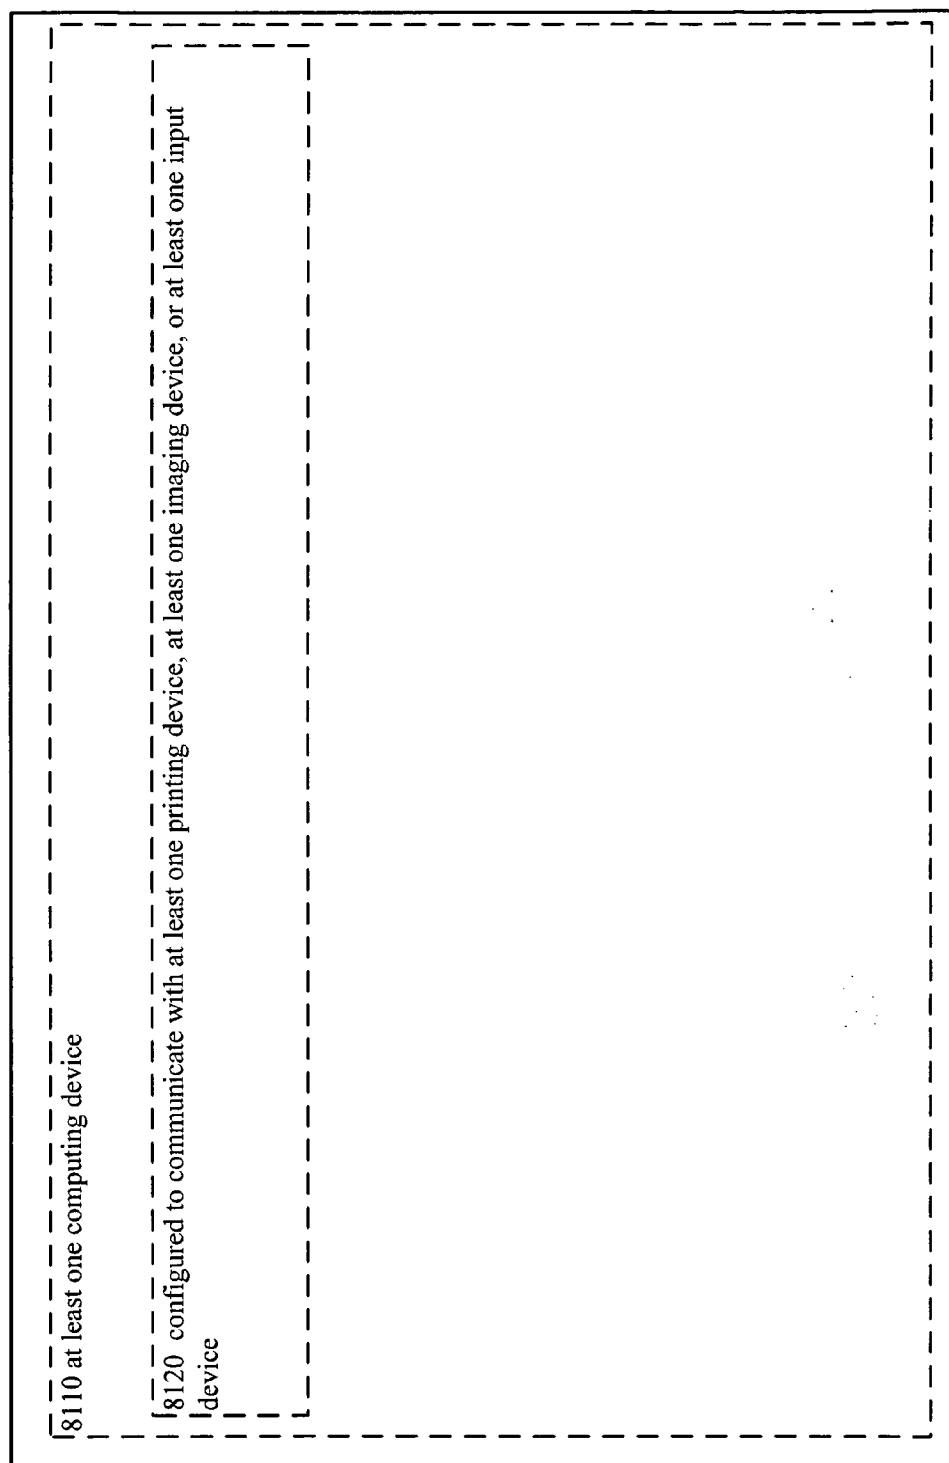 8110 at least one computing device
8120 configured to communicate with at least one printing device, at least one imaging device, or at least one input
device